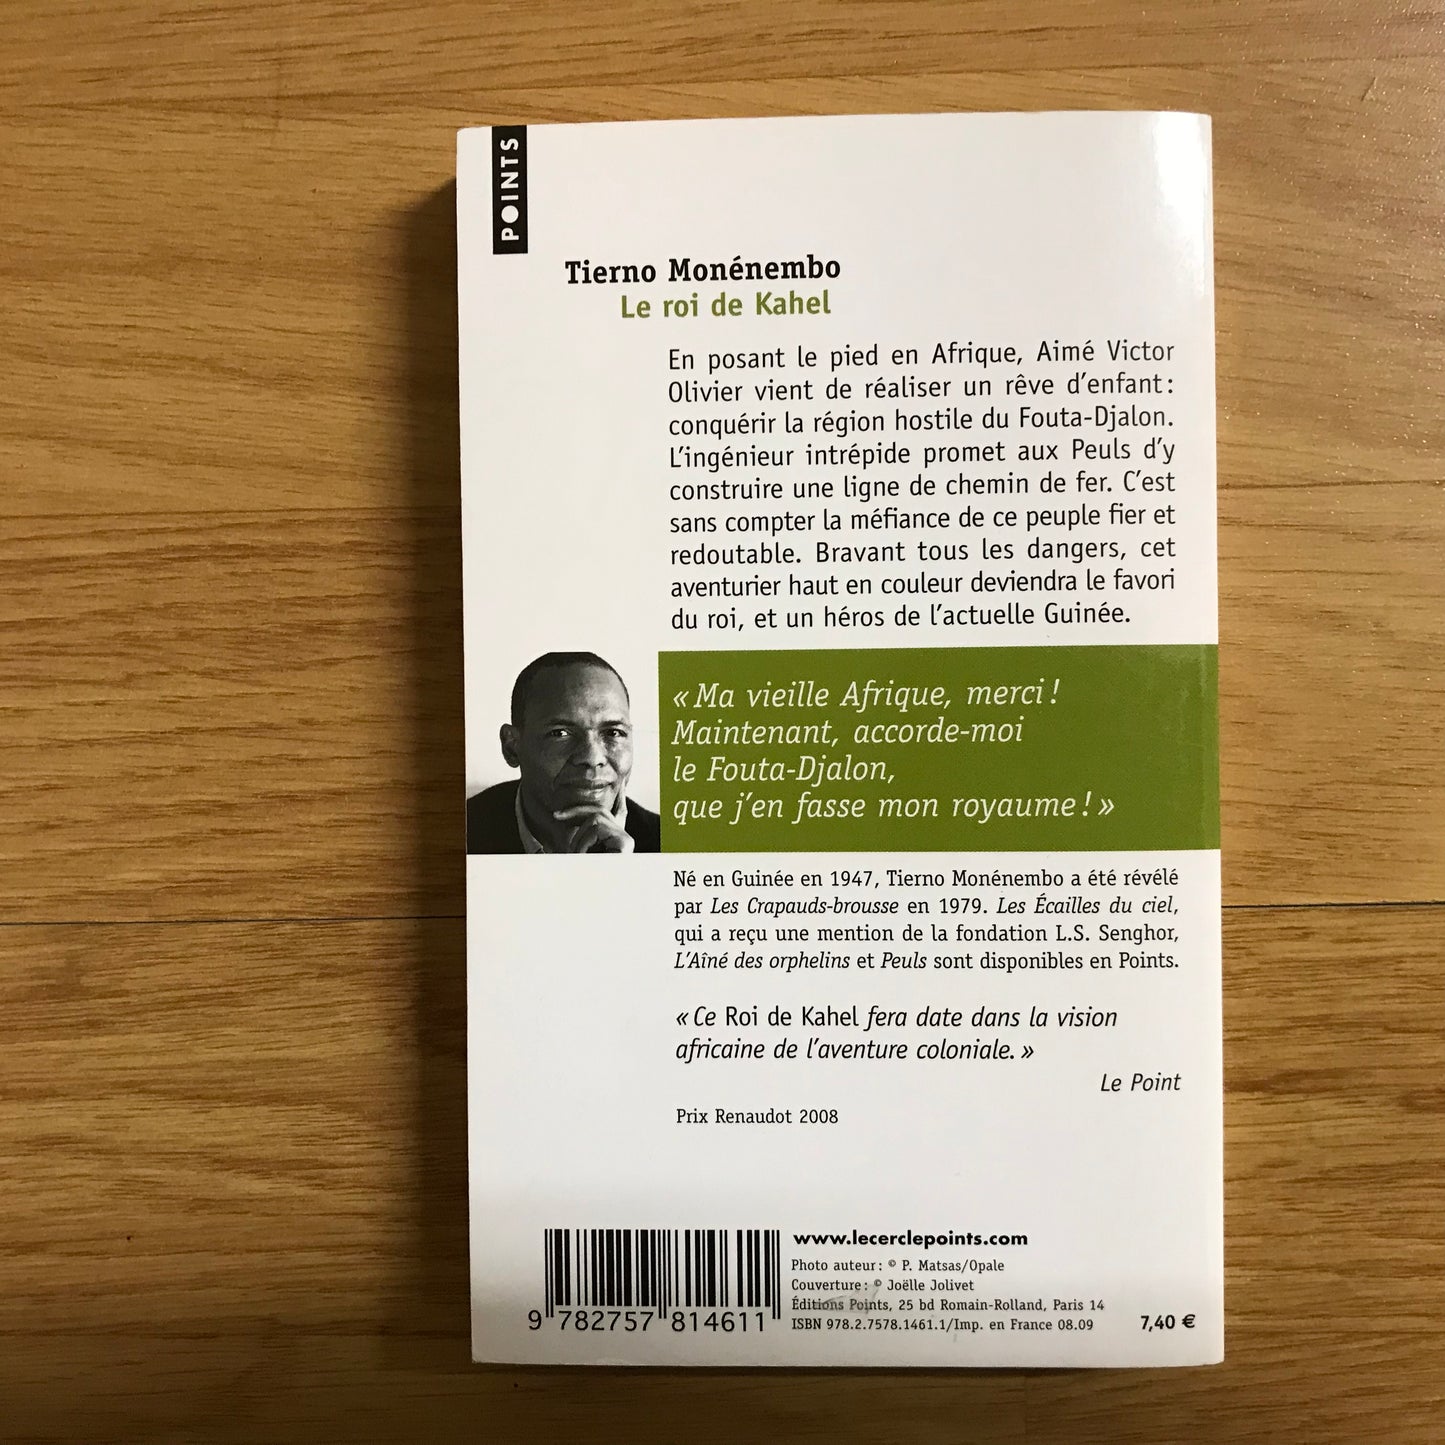 POINTS
Tierno Monénembo
Le roi de Kahel
En posant le pied en Afrique, Aimé Victor
Olivier vient de réaliser un rêve d'enfant :
conquérir la région hostile du Fouta-Djalon.
L'ingénieur intrépide promet aux Peuls d'y
construire une ligne de chemin de fer. C'est
sans compter la méfiance de ce peuple fier et
redoutable. Bravant tous les dangers, cet
aventurier haut en couleur deviendra le favori
du roi, et un héros de l'actuelle Guinée.
« Ma vieille Afrique, merci !
Maintenant, accorde-moi
le Fouta-Djalon,
que j'en fasse mon royaume ! »
Né en Guinée en 1947, Tierno Monénembo a été révélé
par Les Crapauds-brousse en 1979. Les Écailles du ciel,
qui a reçu une mention de la fondation L.S. Senghor,
L'Aîné des orphelins et Peuls sont disponibles en Points.
« Ce Roi de Kahel fera date dans la vision
africaine de l'aventure coloniale. »
Le Point
Prix Renaudot 2008
www.lecerclepoints.com
Photo auteur : © P. Matsas/Opale
Couverture : © Joëlle Jolivet
Éditions Points, 25 bd Romain-Rolland, Paris 14
ISBN 978.2.7578.1461.1/Imp. en France 08.09
7,40 €
9 782757 814611